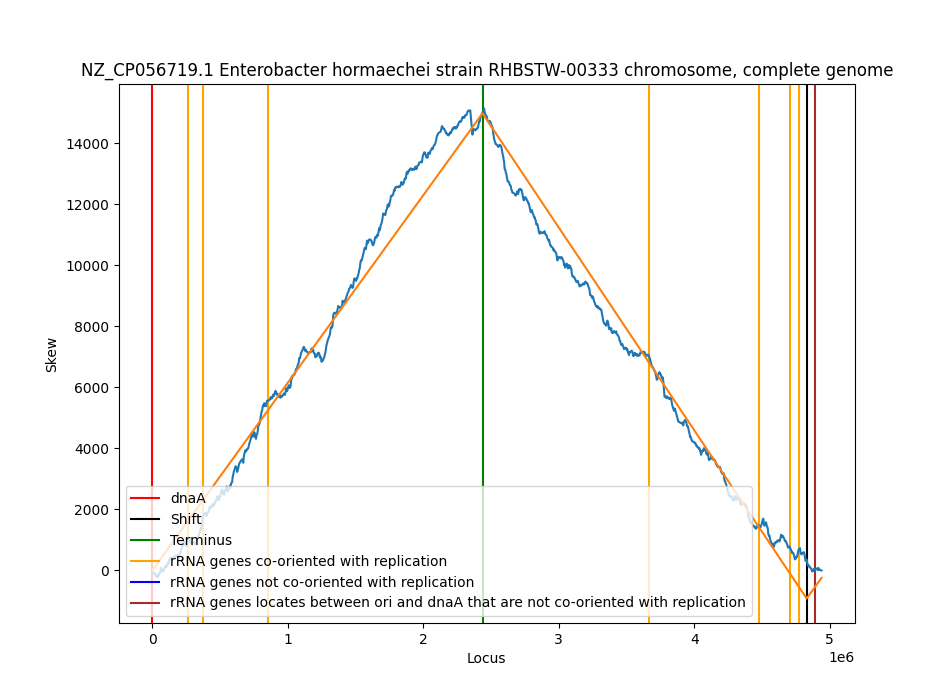 NZ_CP056719.1 Enterobacter hormaechei strain RHBSTW-00333 chromosome, complete genome
Skew
14000
12000
10000
8000
6000
4000
2000
0
dnaA
Shift
Terminus
rRNA genes co-oriented with replication
rRNA genes not co-oriented with replication
rRNA genes locates between ori and dnaA that are not co-oriented with replication
0 1 2 3 4 5
1e6
Locus